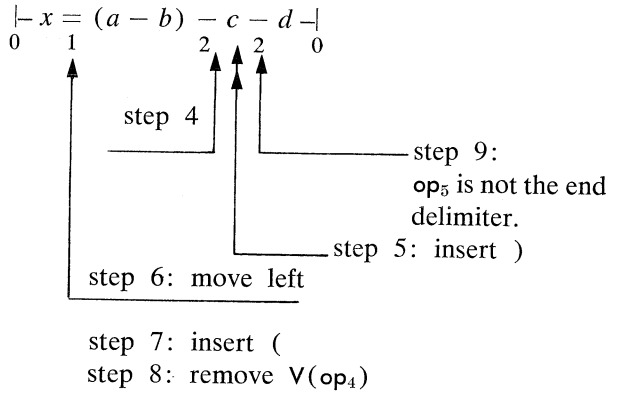 ⊢ x = (a − b) − c − d ⊣
0 1 2 2 0
step 4
step 9:
op₅ is not the end
delimiter.
step 5: insert )
step 6: move left
step 7: insert (
step 8: remove V(op₄)